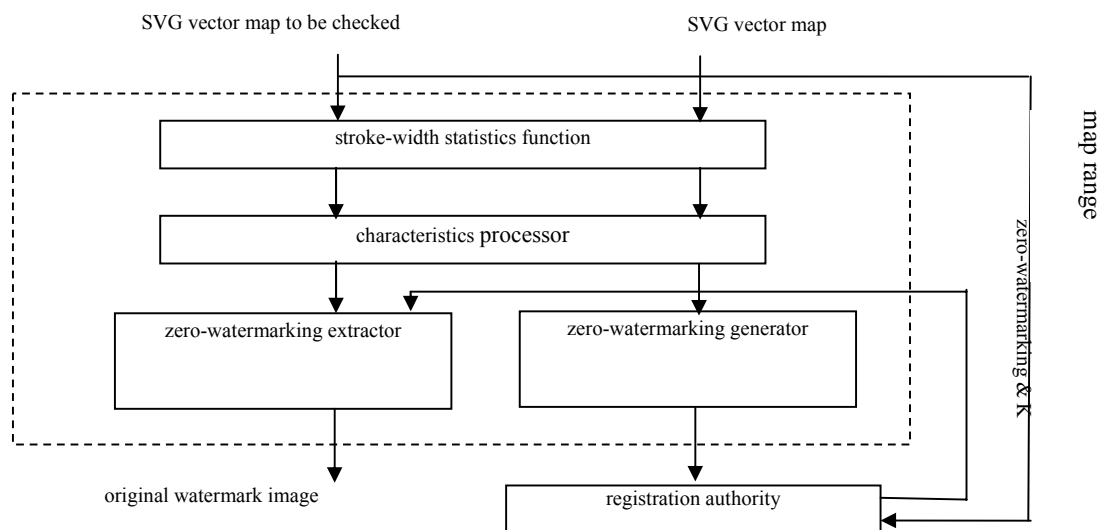 SVG vector map to be checked
SVG vector map
stroke-width statistics function
characteristics processor
zero-watermarking extractor
zero-watermarking generator
original watermark image
registration authority
zero-watermarking & K
map range